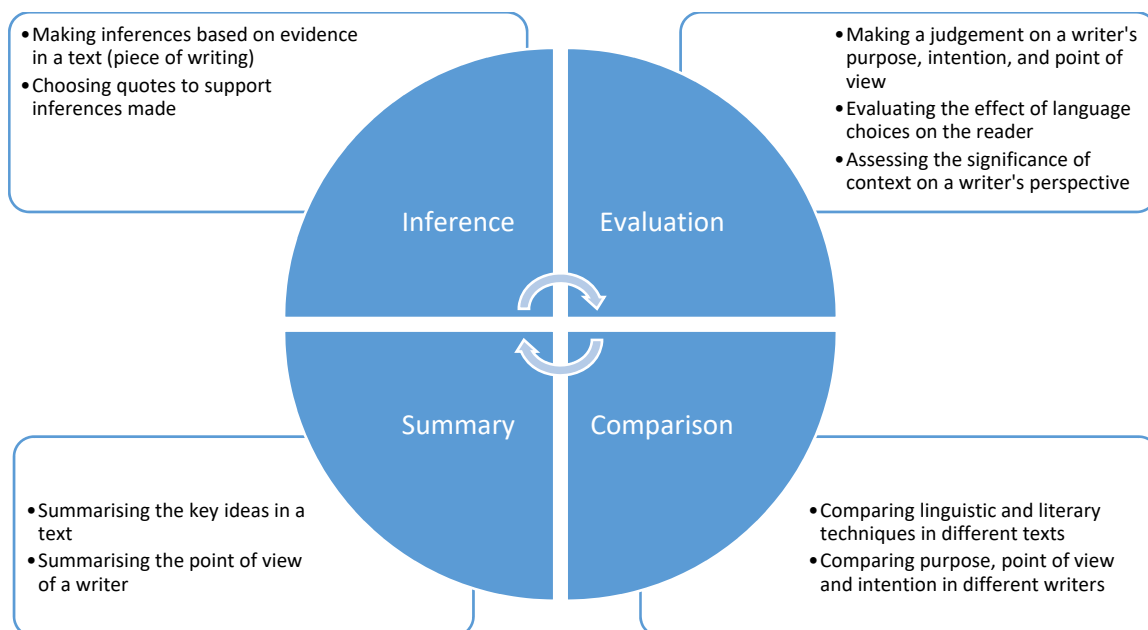 •Making inferences based on evidence
in a text (piece of writing)
•Choosing quotes to support
inferences made
•Making a judgement on a writer's
purpose, intention, and point of
view
•Evaluating the effect of language
choices on the reader
•Assessing the significance of
context on a writer's perspective
Inference
Evaluation
Summary
Comparison
•Summarising the key ideas in a
text
•Summarising the point of view
of a writer
•Comparing linguistic and literary
techniques in different texts
•Comparing purpose, point of view
and intention in different writers